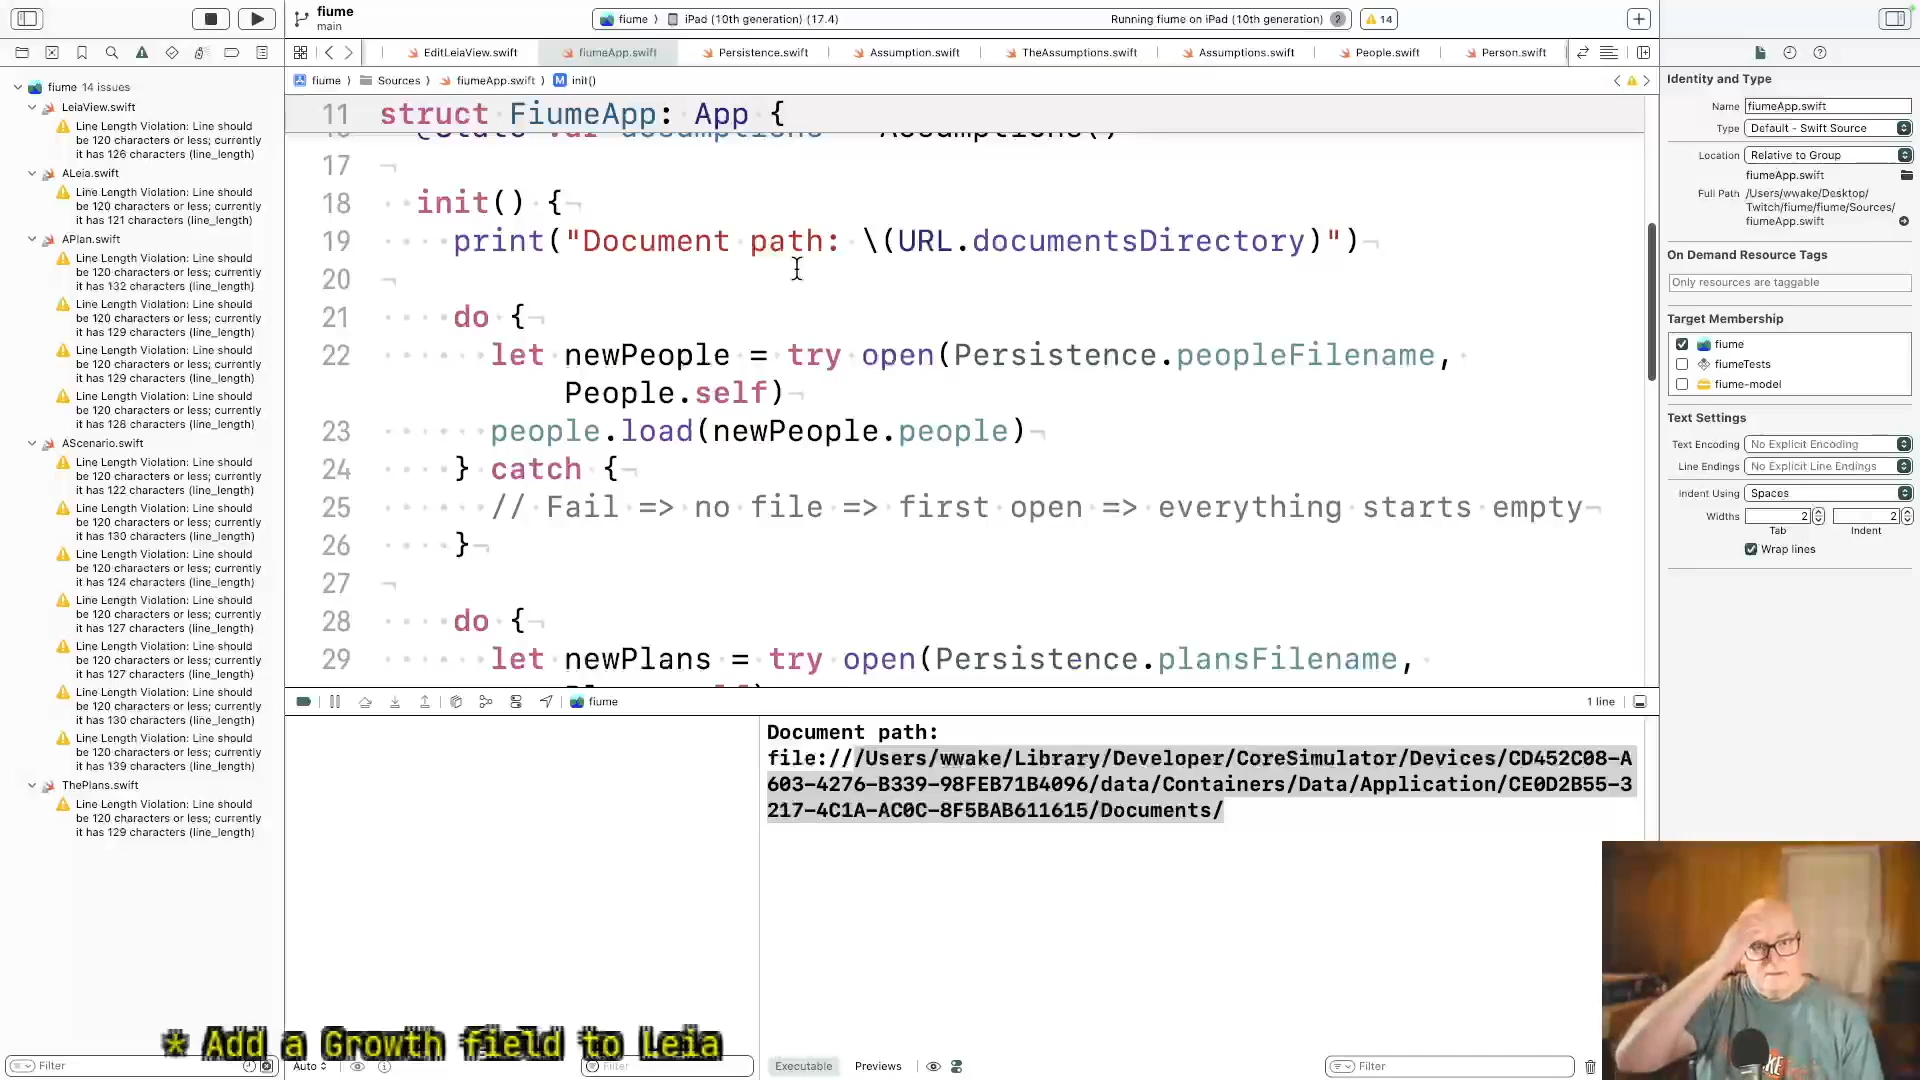 fiume
main
fiume 〉 iPad (10th generation) (17.4)
Running fiume on iPad (10th generation) 2
14
EditLeiaView.swift
fiumeApp.swift
Persistence.swift
Assumption.swift
TheAssumptions.swift
Assumptions.swift
People.swift
Person.swift
fiume 〉 Sources 〉 fiumeApp.swift 〉 M init()
fiume 14 issues
LeiaView.swift
Line Length Violation: Line should
be 120 characters or less; currently
it has 126 characters (line_length)
ALeia.swift
Line Length Violation: Line should
be 120 characters or less; currently
it has 121 characters (line_length)
APlan.swift
Line Length Violation: Line should
be 120 characters or less; currently
it has 132 characters (line_length)
Line Length Violation: Line should
be 120 characters or less; currently
it has 129 characters (line_length)
Line Length Violation: Line should
be 120 characters or less; currently
it has 129 characters (line_length)
Line Length Violation: Line should
be 120 characters or less; currently
it has 128 characters (line_length)
AScenario.swift
Line Length Violation: Line should
be 120 characters or less; currently
it has 122 characters (line_length)
Line Length Violation: Line should
be 120 characters or less; currently
it has 130 characters (line_length)
Line Length Violation: Line should
be 120 characters or less; currently
it has 124 characters (line_length)
Line Length Violation: Line should
be 120 characters or less; currently
it has 127 characters (line_length)
Line Length Violation: Line should
be 120 characters or less; currently
it has 127 characters (line_length)
Line Length Violation: Line should
be 120 characters or less; currently
it has 130 characters (line_length)
Line Length Violation: Line should
be 120 characters or less; currently
it has 139 characters (line_length)
ThePlans.swift
Line Length Violation: Line should
be 120 characters or less; currently
it has 129 characters (line_length)
Filter
11 struct FiumeApp: App {
17
18 init() {
19 print("Document path: \(URL.documentsDirectory)")
20
21 do {
22 let newPeople = try open(Persistence.peopleFilename,
People.self)
23 people.load(newPeople.people)
24 } catch {
25 // Fail => no file => first open => everything starts empty
26 }
27
28 do {
29 let newPlans = try open(Persistence.plansFilename,
fiume
1 line
Document path:
file:///Users/wwake/Library/Developer/CoreSimulator/Devices/CD452C08-A
603-4276-B339-98FEB71B4096/data/Containers/Data/Application/CE0D2B55-3
217-4C1A-AC0C-8F5BAB611615/Documents/
* Add a Growth field to Leia
Auto
Filter
Executable
Previews
Filter
Identity and Type
Name fiumeApp.swift
Type Default - Swift Source
Location Relative to Group
fiumeApp.swift
Full Path /Users/wwake/Desktop/
Twitch/fiume/fiume/Sources/
fiumeApp.swift
On Demand Resource Tags
Only resources are taggable
Target Membership
fiume
fiumeTests
fiume-model
Text Settings
Text Encoding No Explicit Encoding
Line Endings No Explicit Line Endings
Indent Using Spaces
Widths 2 2
Tab Indent
Wrap lines